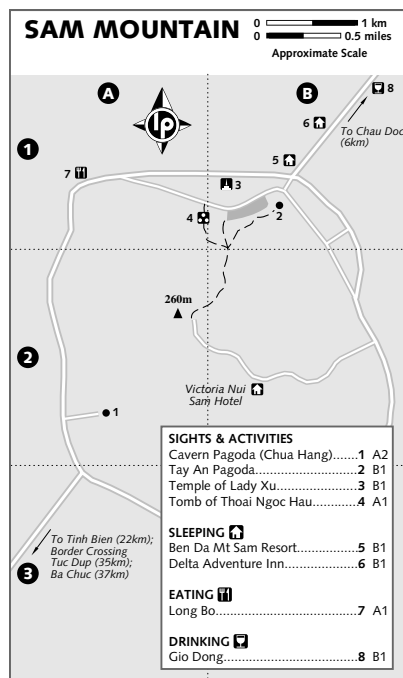 SAM MOUNTAIN
0 1 km
0 0.5 miles
Approximate Scale
A
B
lp
8
6
To Chau Doc
(6km)
1
5
7
3
2
4
260m
2
Victoria Nui
Sam Hotel
1
To Tinh Bien (22km);
Border Crossing
Tuc Dup (35km);
Ba Chuc (37km)
3
SIGHTS & ACTIVITIES
Cavern Pagoda (Chua Hang).......1 A2
Tay An Pagoda..............................2 B1
Temple of Lady Xu.......................3 B1
Tomb of Thoai Ngoc Hau............4 A1
SLEEPING
Ben Da Mt Sam Resort.................5 B1
Delta Adventure Inn.....................6 B1
EATING
Long Bo........................................7 A1
DRINKING
Gio Dong......................................8 B1